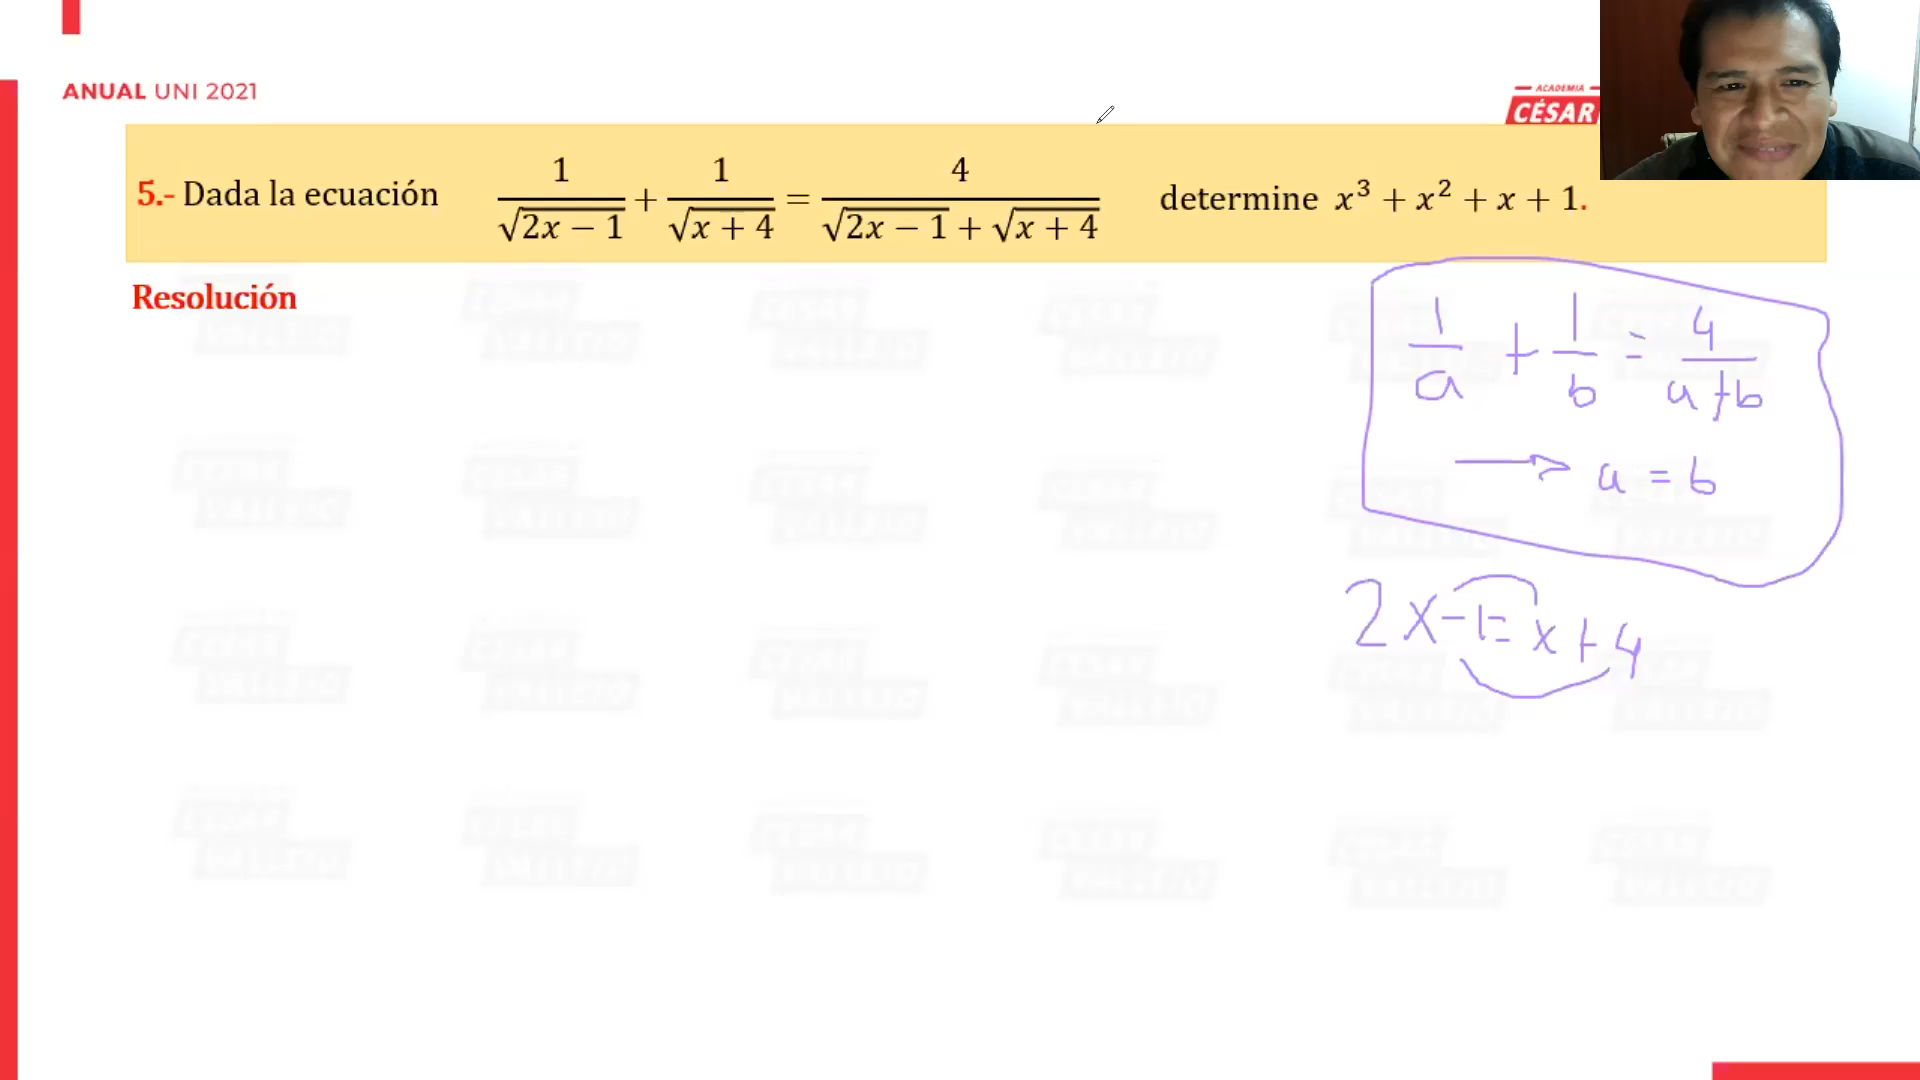 ANUAL UNI 2021
ACADEMIA
CÉSAR
5.- Dada la ecuación 1/√(2x − 1) + 1/√(x + 4) = 4/(√(2x − 1) + √(x + 4)) determine x³ + x² + x + 1.
Resolución
1/a + 1/b = 4/(a+b)
→ a = b
2x-1=x+4